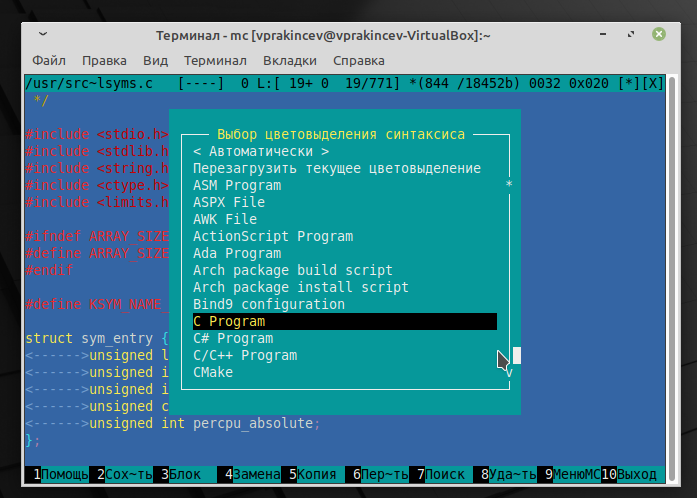 Терминал - mc [vprakincev@vprakincev-VirtualBox]:~
Файл Правка Вид Терминал Вкладки Справка
/usr/src~lsyms.c [----] 0 L:[ 19+ 0 19/771] *(844 /18452b) 0032 0x020 [*][X]
*/
Выбор цветовыделения синтаксиса
#include <stdio.h>
< Автоматически >
#include <stdlib.h
Перезагрузить текущее цветовыделение
#include <string.h
ASM Program *
#include <ctype.h>
ASPX File
#include <limits.h
AWK File
ActionScript Program
#ifndef ARRAY_SIZE
Ada Program
#define ARRAY_SIZE
Arch package build script
#endif
Arch package install script
Bind9 configuration
#define KSYM_NAME_
C Program
C# Program
struct sym_entry {
C/C++ Program
<------>unsigned l
CMake v
<------>unsigned i
<------>unsigned i
<------>unsigned c
<------>unsigned int percpu_absolute;
};
1Помощь 2Сох~ть 3Блок 4Замена 5Копия 6Пер~ть 7Поиск 8Уда~ть 9МенюMC 10Выход